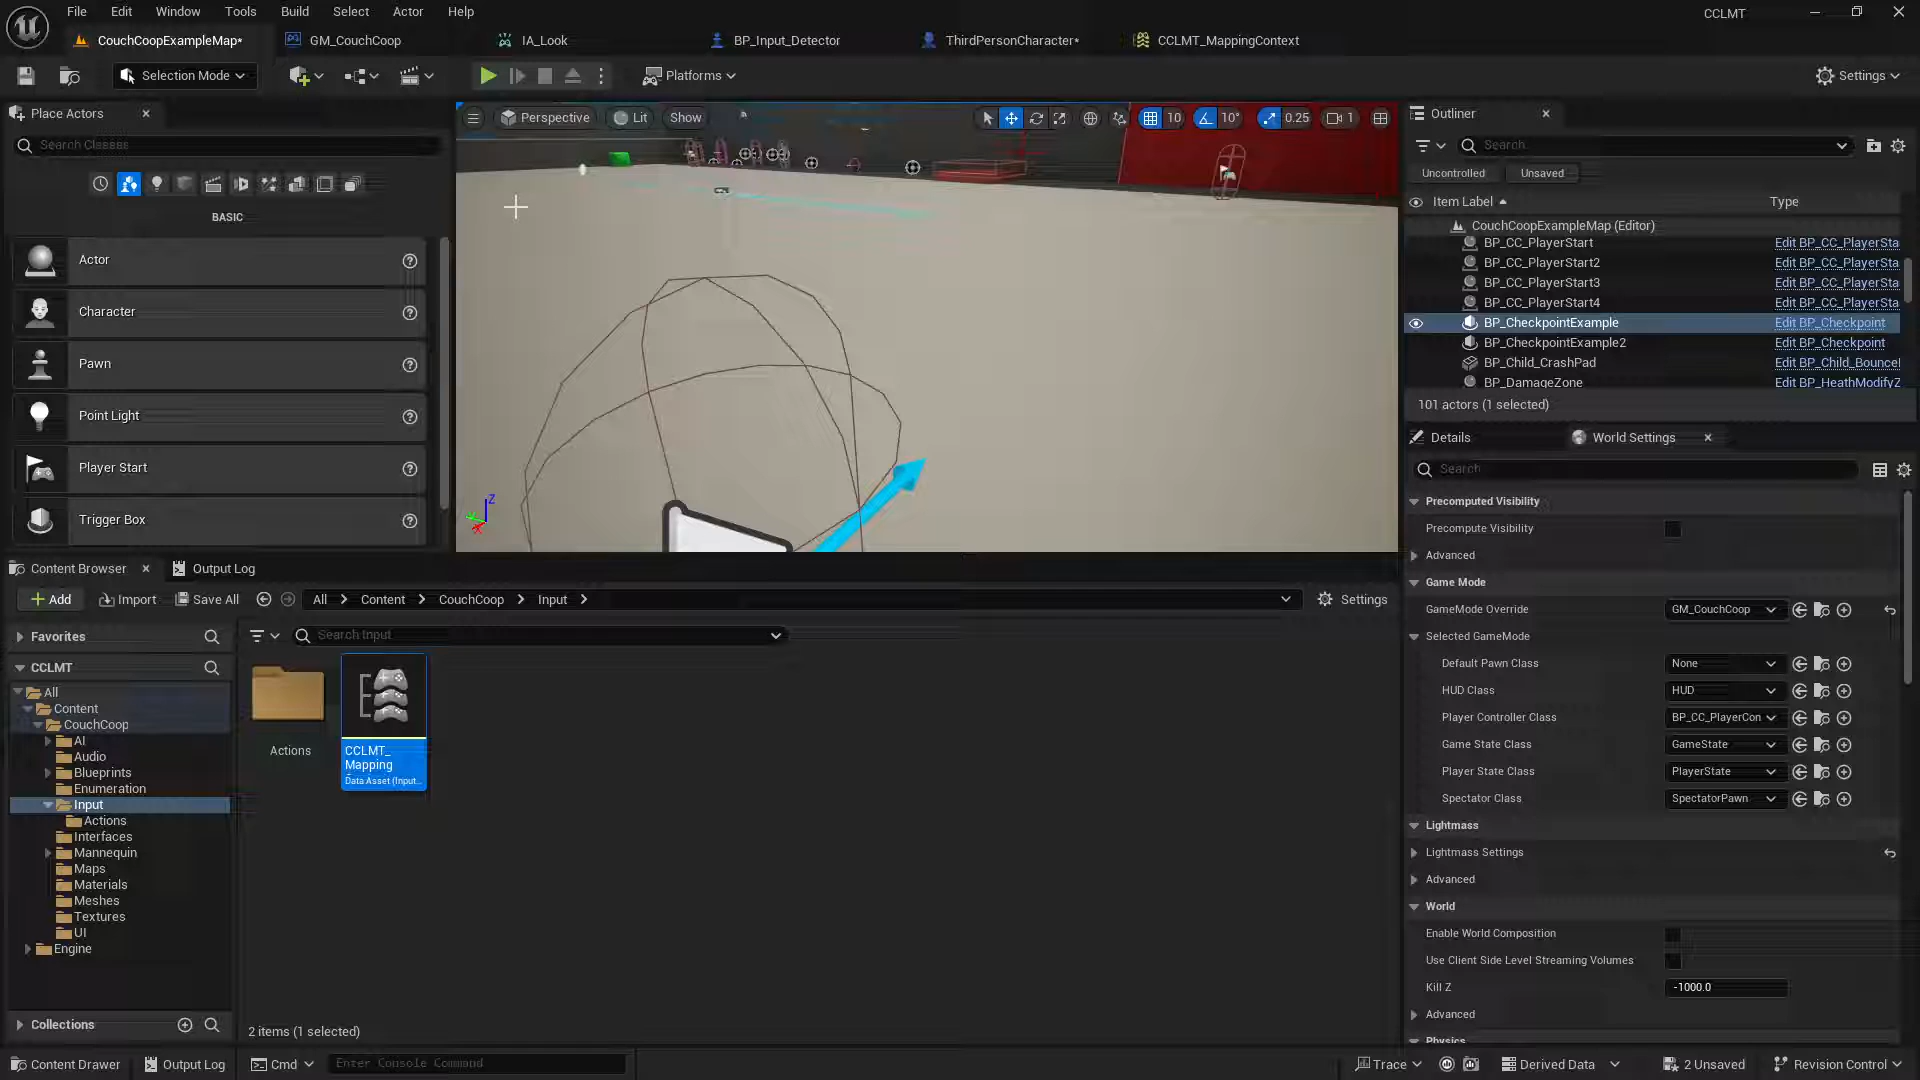 File Edit Window Tools Build Select Actor Help
CCLMT
CouchCoopExampleMap*
GM_CouchCoop
IA_Look
BP_Input_Detector
ThirdPersonCharacter*
CCLMT_MappingContext
Selection Mode
Platforms
Settings
Place Actors
Search Classes
BASIC
Actor
Character
Pawn
Point Light
Player Start
Trigger Box
Perspective
Lit
Show
10
10°
0.25
1
Z
Outliner
Search
Uncontrolled
Unsaved
Item Label
Type
CouchCoopExampleMap (Editor)
BP_CC_PlayerStart Edit BP_CC_PlayerSta
BP_CC_PlayerStart2 Edit BP_CC_PlayerSta
BP_CC_PlayerStart3 Edit BP_CC_PlayerSta
BP_CC_PlayerStart4 Edit BP_CC_PlayerSta
BP_CheckpointExample Edit BP_Checkpoint
BP_CheckpointExample2 Edit BP_Checkpoint
BP_Child_CrashPad Edit BP_Child_Bounce
BP_DamageZone Edit BP_HeathModifyZ
101 actors (1 selected)
Details
World Settings
Search
Precomputed Visibility
Precompute Visibility
Advanced
Game Mode
GameMode Override GM_CouchCoop
Selected GameMode
Default Pawn Class None
HUD Class HUD
Player Controller Class BP_CC_PlayerCon
Game State Class GameState
Player State Class PlayerState
Spectator Class SpectatorPawn
Lightmass
Lightmass Settings
Advanced
World
Enable World Composition
Use Client Side Level Streaming Volumes
Kill Z -1000.0
Advanced
Physics
Content Browser
Output Log
Add
Import
Save All
All
Content
CouchCoop
Input
Settings
Favorites
Search Input
CCLMT
All
Content
CouchCoop
AI
Audio
Blueprints
Enumeration
Input
Actions
Interfaces
Mannequin
Maps
Materials
Meshes
Textures
UI
Engine
Collections
Actions
CCLMT_
Mapping
Data Asset (Input...
2 items (1 selected)
Content Drawer
Output Log
Cmd
Enter Console Command
Trace
Derived Data
2 Unsaved
Revision Control